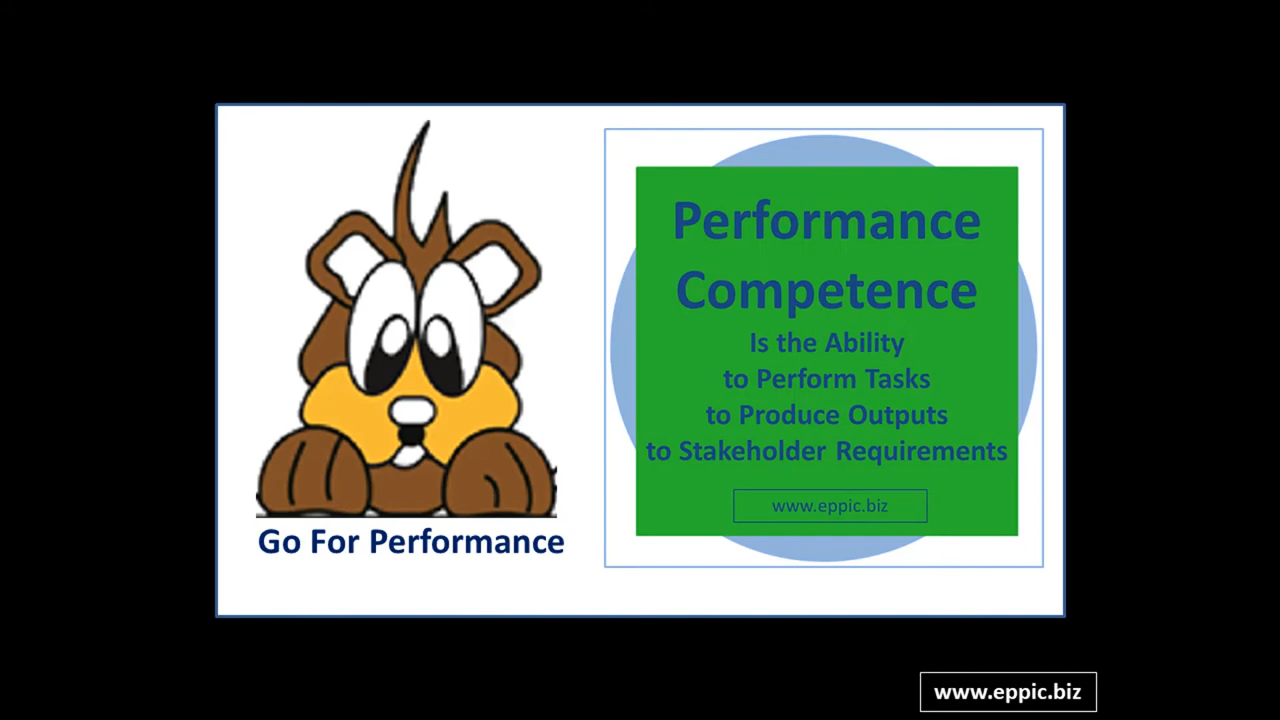 Performance
Competence
Is the Ability
to Perform Tasks
to Produce Outputs
to Stakeholder Requirements
www.eppic.biz
Go For Performance
www.eppic.biz